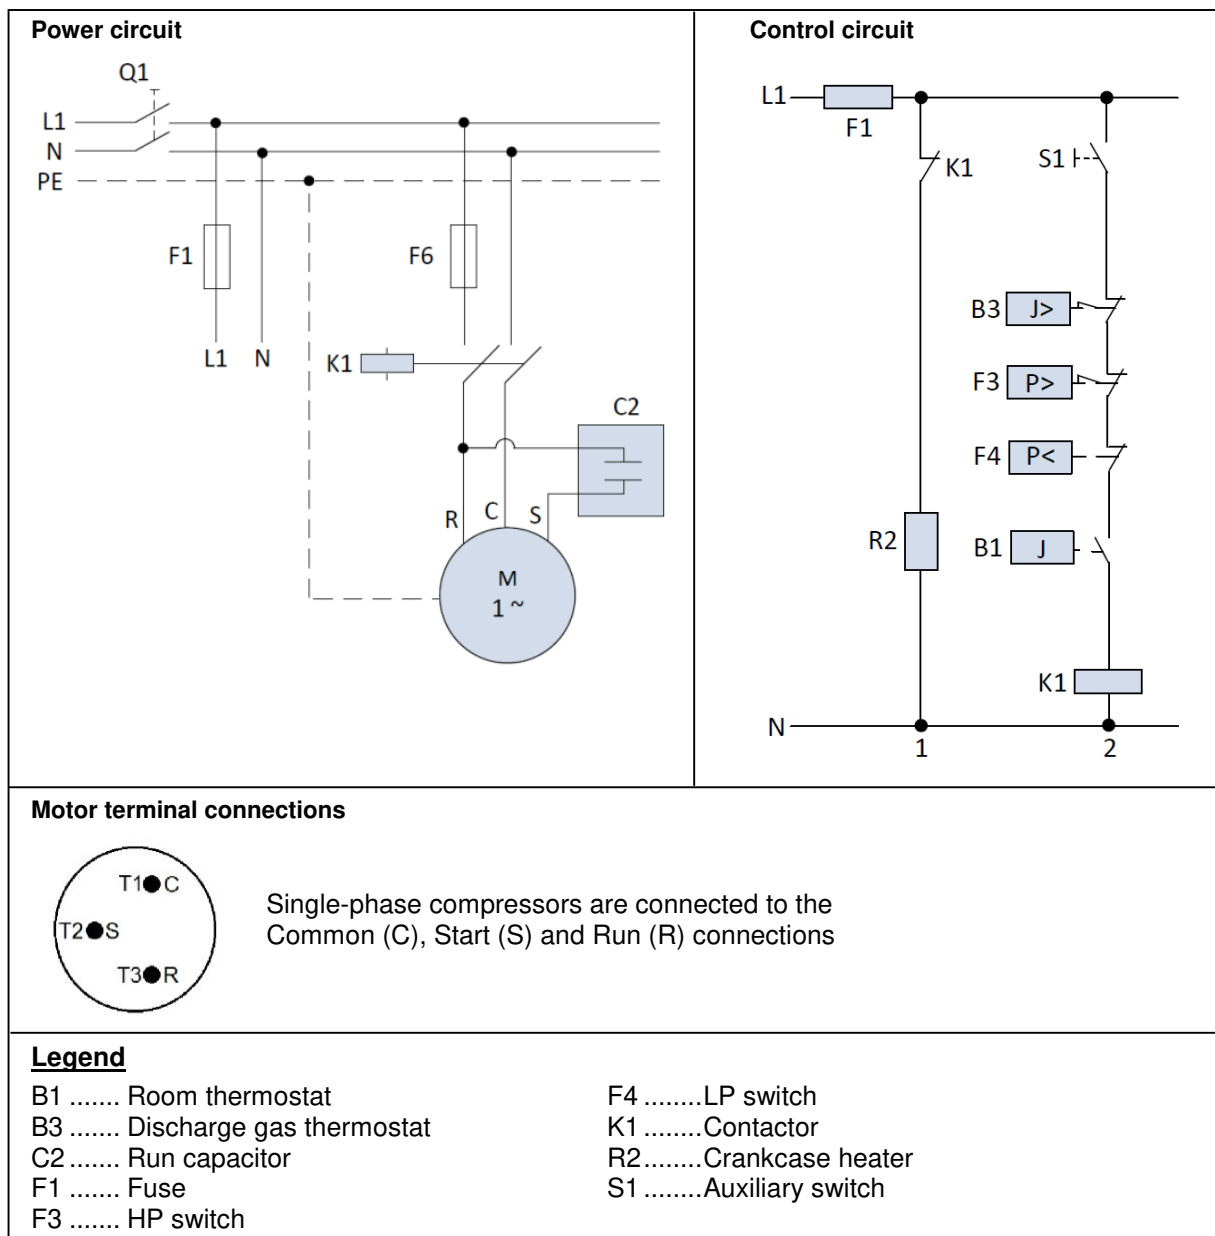 Power circuit
Q1
L1
N
PE
F1
F6
L1 N
K1
C2
R C S
M
1 ~
Control circuit
L1
F1
K1
S1
B3 J>
F3 P>
F4 P<
R2
B1 J
K1
N
1 2
Motor terminal connections
T1 C
T2 S
T3 R
Single-phase compressors are connected to the
Common (C), Start (S) and Run (R) connections
Legend
B1 ....... Room thermostat
B3 ....... Discharge gas thermostat
C2 ....... Run capacitor
F1 ....... Fuse
F3 ....... HP switch
F4 ........LP switch
K1 ........Contactor
R2........Crankcase heater
S1 ........Auxiliary switch